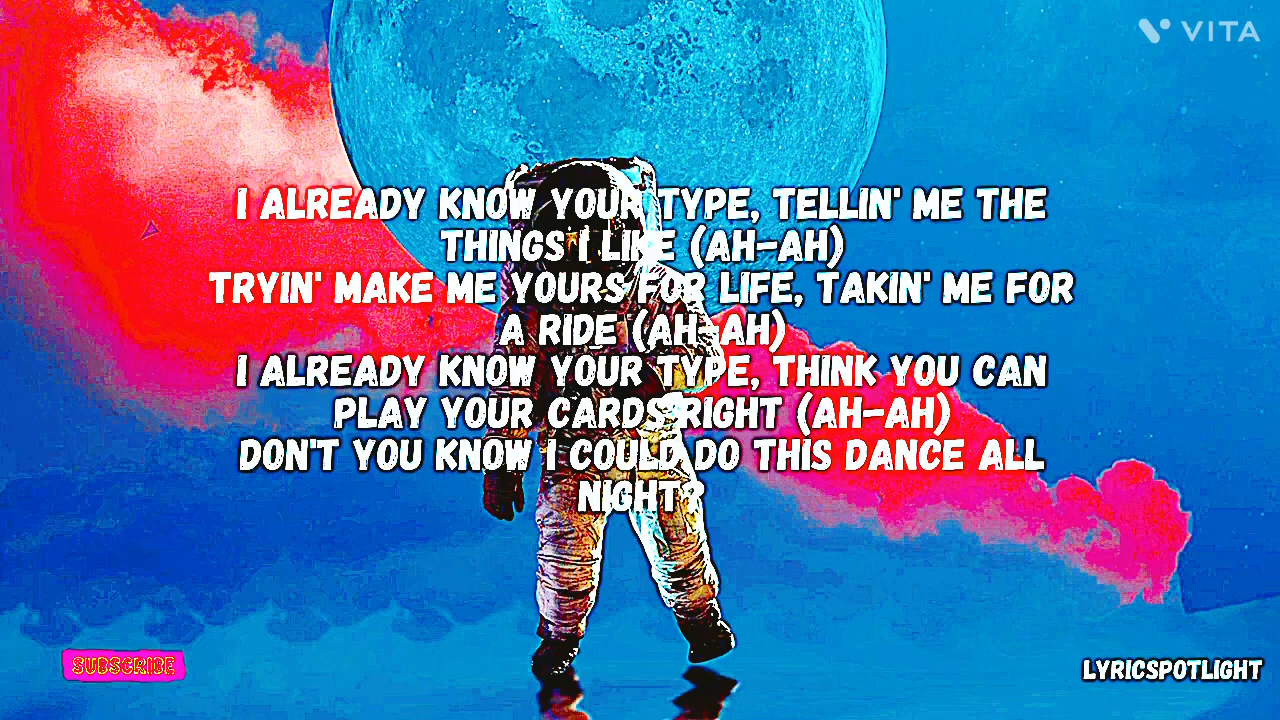 VITA
I ALREADY KNOW YOUR TYPE, TELLIN' ME THE
THINGS I LIKE (AH-AH)
TRYIN' MAKE ME YOURS FOR LIFE, TAKIN' ME FOR
A RIDE (AH-AH)
I ALREADY KNOW YOUR TYPE, THINK YOU CAN
PLAY YOUR CARDS RIGHT (AH-AH)
DON'T YOU KNOW I COULD DO THIS DANCE ALL
NIGHT?
SUBSCRIBE
LYRICSPOTLIGHT